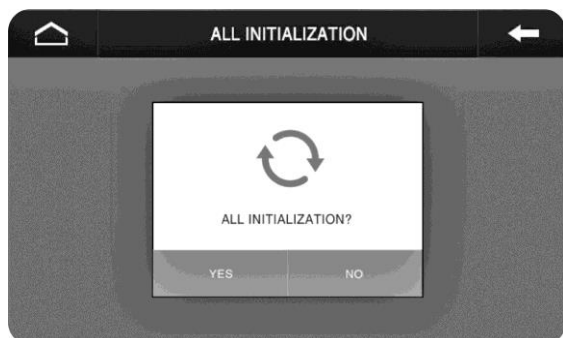 ALL INITIALIZATION
ALL INITIALIZATION?
YES
NO